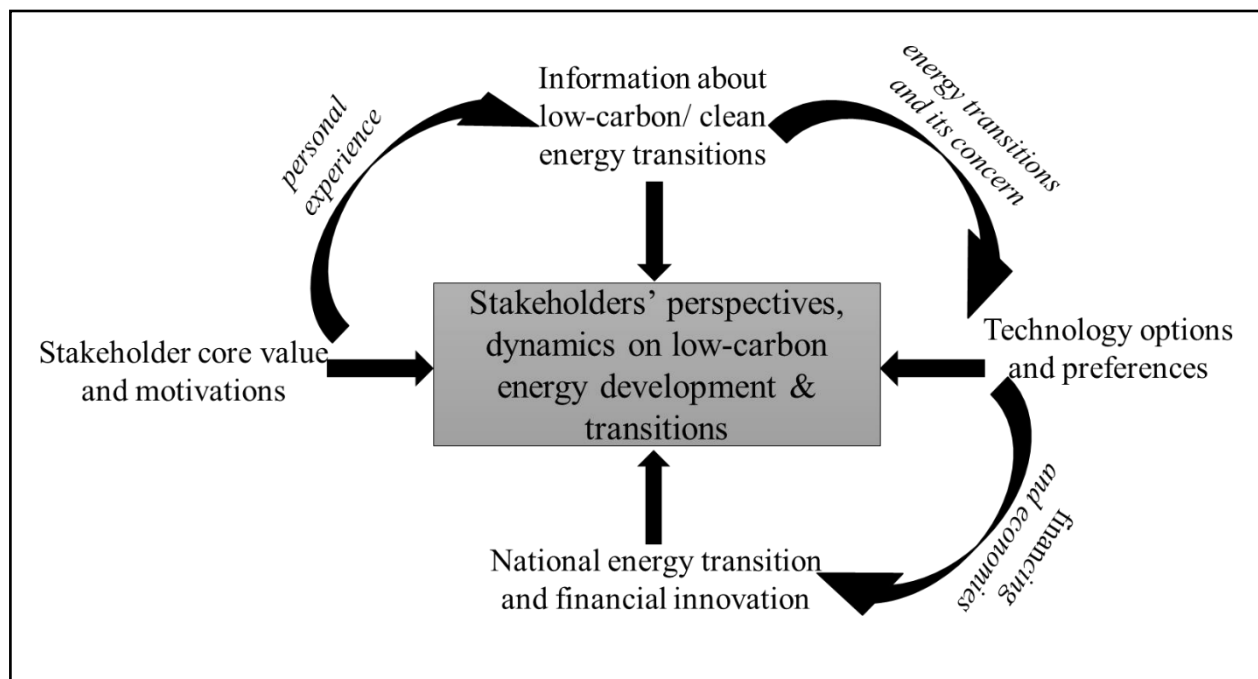 Information about
low-carbon/ clean
energy transitions
personal
experience
energy transitions
and its concern
Stakeholders’ perspectives,
dynamics on low-carbon
energy development &
transitions
Stakeholder core value
and motivations
Technology options
and preferences
National energy transition
and financial innovation
financing
and economies